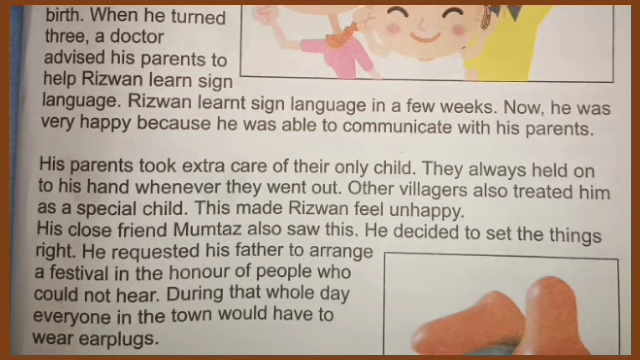 birth. When he turned
three, a doctor
advised his parents to
help Rizwan learn sign
language. Rizwan learnt sign language in a few weeks. Now, he was
very happy because he was able to communicate with his parents.
His parents took extra care of their only child. They always held on
to his hand whenever they went out. Other villagers also treated him
as a special child. This made Rizwan feel unhappy.
His close friend Mumtaz also saw this. He decided to set the things
right. He requested his father to arrange
a festival in the honour of people who
could not hear. During that whole day
everyone in the town would have to
wear earplugs.